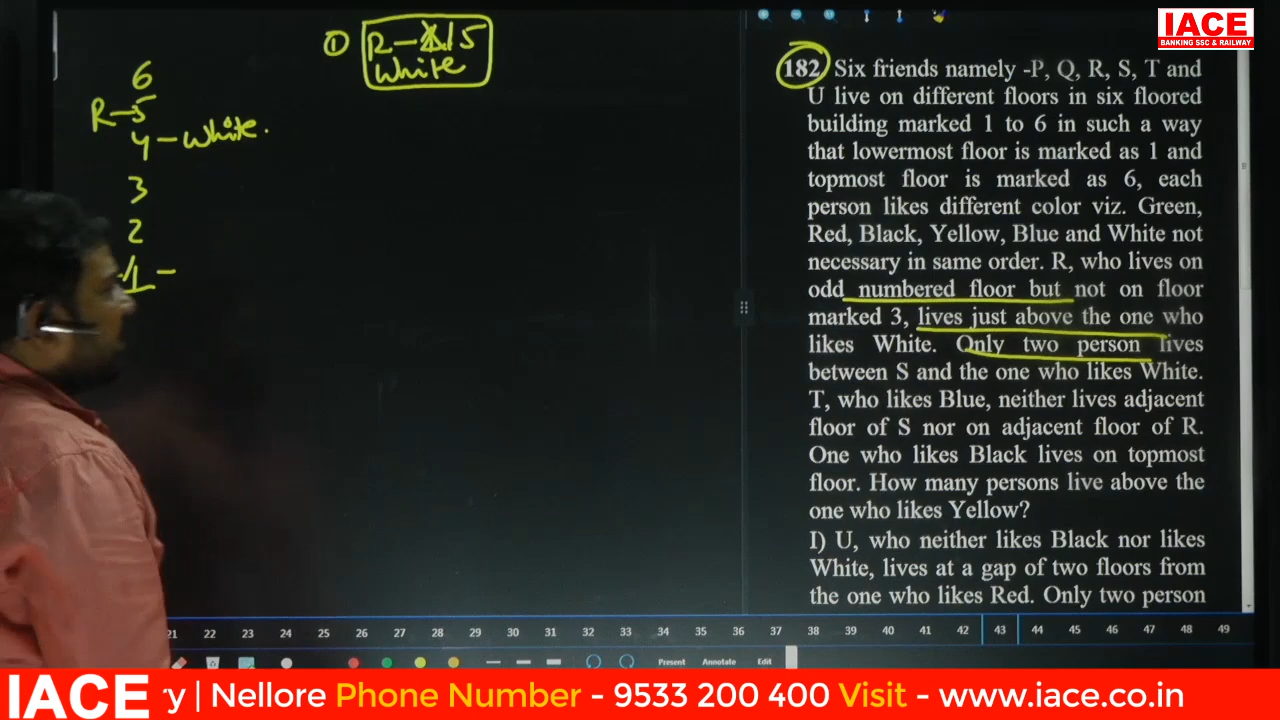 ① R – 1/5
White
6
R → 5
4 – White.
3
2
1 –
IACE
BANKING SSC & RAILWAY
182 Six friends namely -P, Q, R, S, T and
U live on different floors in six floored
building marked 1 to 6 in such a way
that lowermost floor is marked as 1 and
topmost floor is marked as 6, each
person likes different color viz. Green,
Red, Black, Yellow, Blue and White not
necessary in same order. R, who lives on
odd numbered floor but not on floor
marked 3, lives just above the one who
likes White. Only two person lives
between S and the one who likes White.
T, who likes Blue, neither lives adjacent
floor of S nor on adjacent floor of R.
One who likes Black lives on topmost
floor. How many persons live above the
one who likes Yellow?
I) U, who neither likes Black nor likes
White, lives at a gap of two floors from
the one who likes Red. Only two person
21 22 23 24 25 26 27 28 29 30 31 32 33 34 35 36 37 38 39 40 41 42 43 44 45 46 47 48 49
Present Annotate Edit
IACE y | Nellore Phone Number - 9533 200 400 Visit - www.iace.co.in